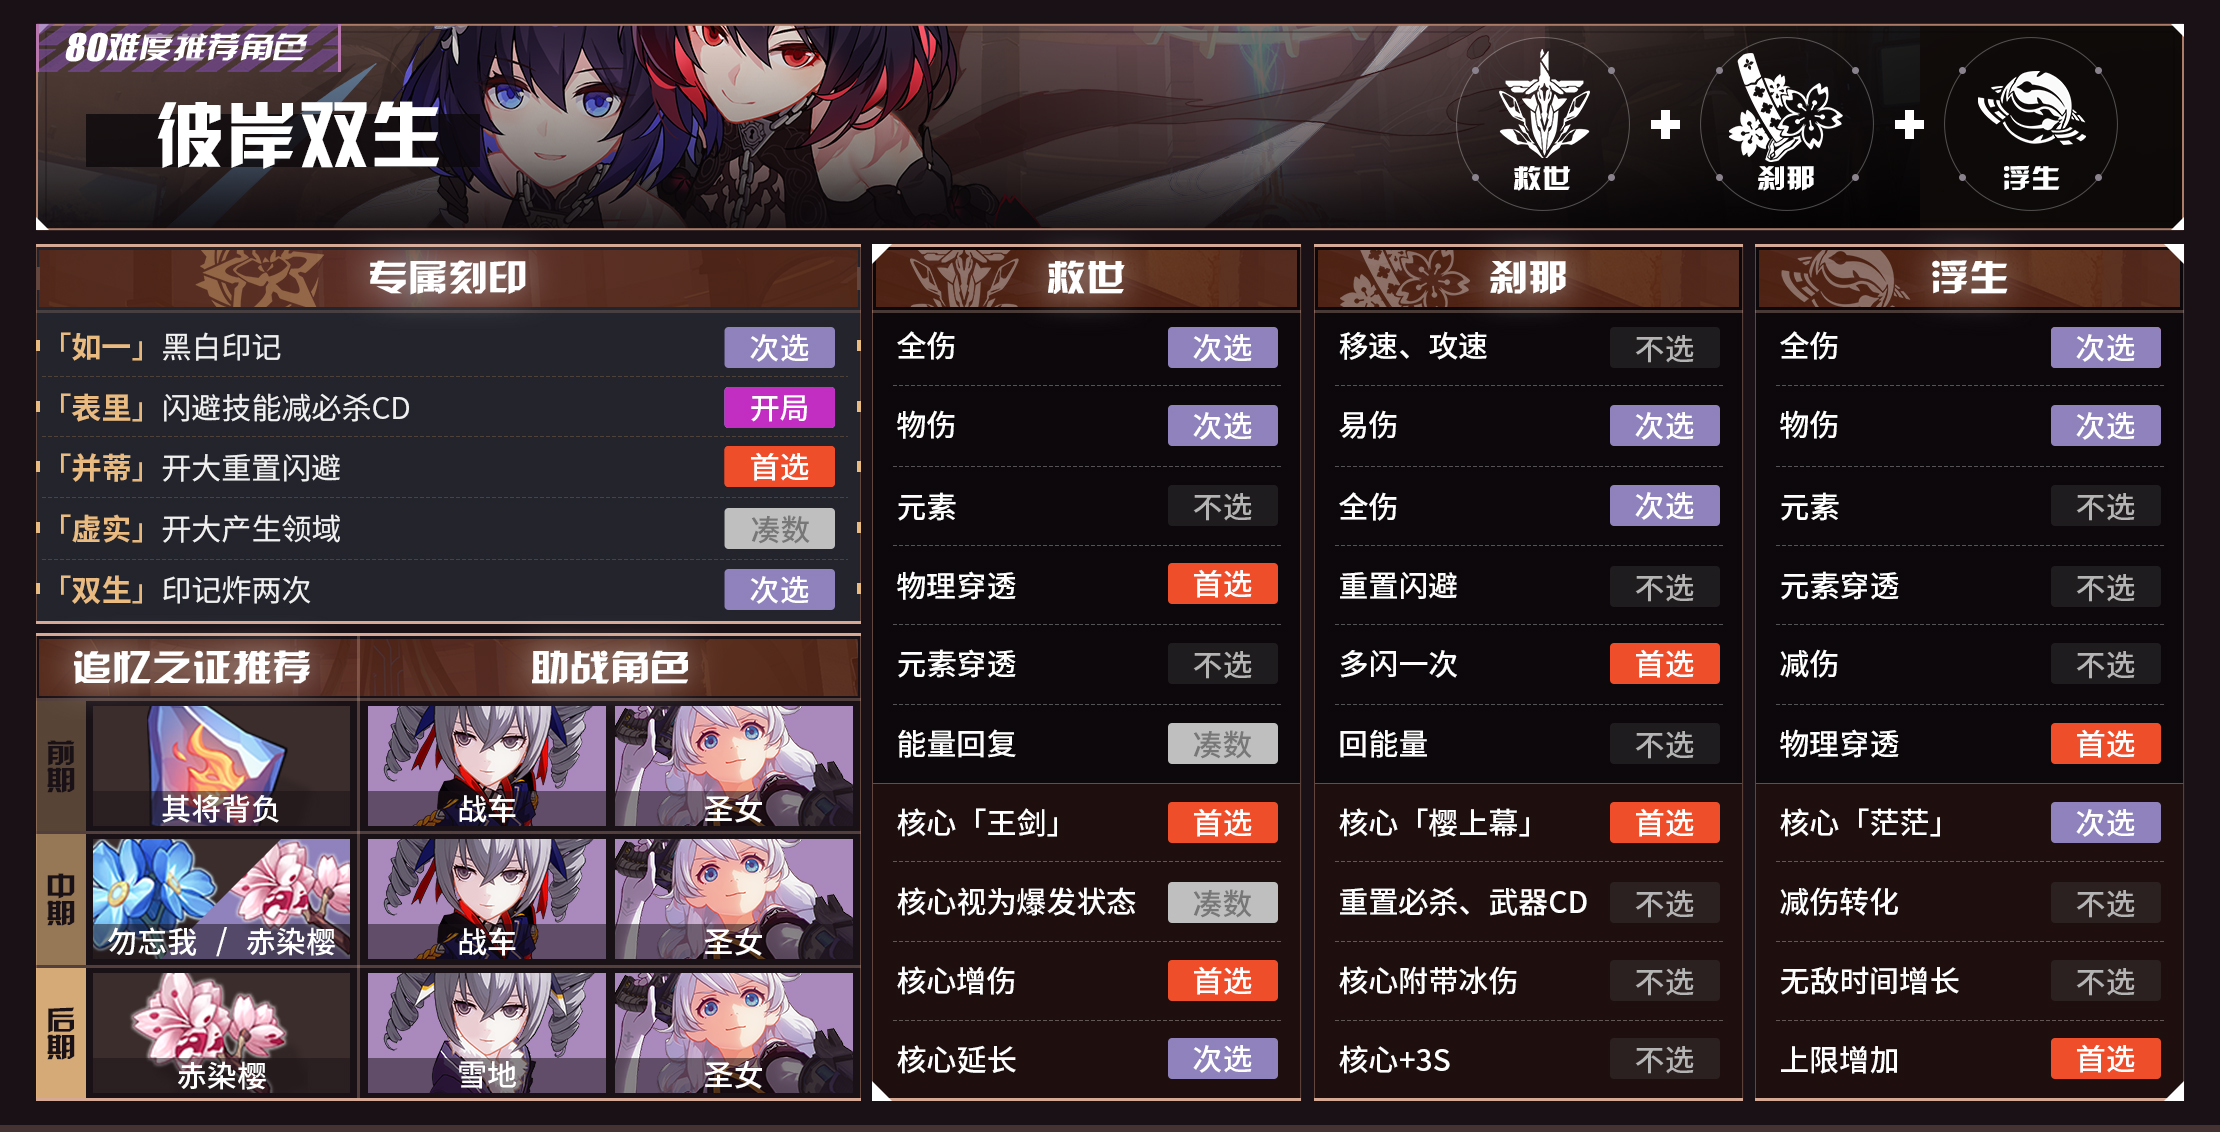 80难度推荐角色
彼岸双生
救世
刹那
浮生
专属刻印
「如一」黑白印记 次选
「表里」闪避技能减必杀CD 开局
「并蒂」开大重置闪避 首选
「虚实」开大产生领域 凑数
「双生」印记炸两次 次选
追忆之证推荐 助战角色
前期
其将背负 战车 圣女
中期
勿忘我 / 赤染樱 战车 圣女
后期
赤染樱 雪地 圣女
救世
全伤 次选
物伤 次选
元素 不选
物理穿透 首选
元素穿透 不选
能量回复 凑数
核心「王剑」 首选
核心视为爆发状态 凑数
核心增伤 首选
核心延长 次选
刹那
移速、攻速 不选
易伤 次选
全伤 次选
重置闪避 不选
多闪一次 首选
回能量 不选
核心「樱上幕」 首选
重置必杀、武器CD 不选
核心附带冰伤 不选
核心+3S 不选
浮生
全伤 次选
物伤 次选
元素 不选
元素穿透 不选
减伤 不选
物理穿透 首选
核心「茫茫」 次选
减伤转化 不选
无敌时间增长 不选
上限增加 首选